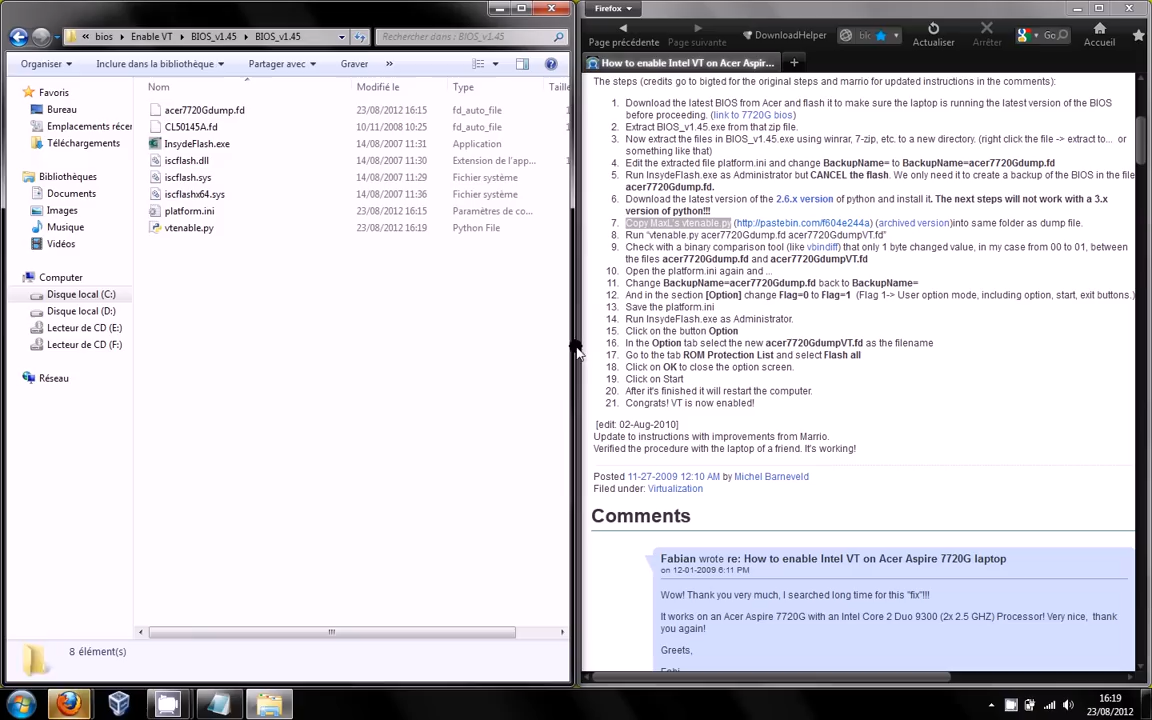 bios ▸ Enable VT ▸ BIOS_v1.45 ▸ BIOS_v1.45
Rechercher dans : BIOS_v1.45
Organiser
Inclure dans la bibliothèque
Partager avec
Graver
»
Favoris
Bureau
Emplacements récer
Téléchargements
Bibliothèques
Documents
Images
Musique
Vidéos
Computer
Disque local (C:)
Disque local (D:)
Lecteur de CD (E:)
Lecteur de CD (F:)
Réseau
Nom Modifié le Type Taille
acer7720Gdump.fd 23/08/2012 16:15 fd_auto_file 1
CL50145A.fd 10/11/2008 10:25 fd_auto_file 1
InsydeFlash.exe 14/08/2007 11:31 Application
iscflash.dll 14/08/2007 11:30 Extension de l'app...
iscflash.sys 14/08/2007 11:29 Fichier système
iscflashx64.sys 14/08/2007 11:36 Fichier système
platform.ini 23/08/2012 16:15 Paramètres de co...
vtenable.py 23/08/2012 16:19 Python File
8 élément(s)
Firefox
Page précédente
Page suivante
DownloadHelper
blc
Actualiser
Arrêter
Go
Accueil
How to enable Intel VT on Acer Aspir...
The steps (credits go to bigted for the original steps and marrio for updated instructions in the comments):
1. Download the latest BIOS from Acer and flash it to make sure the laptop is running the latest version of the BIOS
before proceeding. (link to 7720G bios)
2. Extract BIOS_v1.45.exe from that zip file.
3. Now extract the files in BIOS_v1.45.exe using winrar, 7-zip, etc. to a new directory. (right click the file -> extract to... or
something like that)
4. Edit the extracted file platform.ini and change BackupName= to BackupName=acer7720Gdump.fd
5. Run InsydeFlash.exe as Administrator but CANCEL the flash. We only need it to create a backup of the BIOS in the file
acer7720Gdump.fd.
6. Download the latest version of the 2.6.x version of python and install it. The next steps will not work with a 3.x
version of python!!!
7. Copy MaxL's vtenable.py (http://pastebin.com/f604e244a) (archived version)into same folder as dump file.
8. Run "vtenable.py acer7720Gdump.fd acer7720GdumpVT.fd"
9. Check with a binary comparison tool (like vbindiff) that only 1 byte changed value, in my case from 00 to 01, between
the files acer7720Gdump.fd and acer7720GdumpVT.fd
10. Open the platform.ini again and ...
11. Change BackupName=acer7720Gdump.fd back to BackupName=
12. And in the section [Option] change Flag=0 to Flag=1 (Flag 1-> User option mode, including option, start, exit buttons.)
13. Save the platform.ini
14. Run InsydeFlash.exe as Administrator.
15. Click on the button Option
16. In the Option tab select the new acer7720GdumpVT.fd as the filename
17. Go to the tab ROM Protection List and select Flash all
18. Click on OK to close the option screen.
19. Click on Start
20. After it's finished it will restart the computer.
21. Congrats! VT is now enabled!
[edit: 02-Aug-2010]
Update to instructions with improvements from Marrio.
Verified the procedure with the laptop of a friend. It's working!
Posted 11-27-2009 12:10 AM by Michel Barneveld
Filed under: Virtualization
Comments
Fabian wrote re: How to enable Intel VT on Acer Aspire 7720G laptop
on 12-01-2009 6:11 PM
Wow! Thank you very much, I searched long time for this "fix"!!!
It works on an Acer Aspire 7720G with an Intel Core 2 Duo 9300 (2x 2.5 GHZ) Processor! Very nice, thank
you again!
Greets,
16:19
23/08/2012